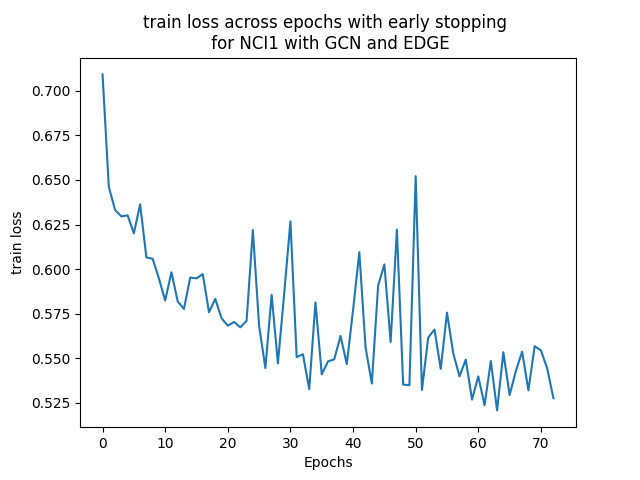 train loss across epochs with early stopping
for NCI1 with GCN and EDGE
0.700
0.675
0.650
0.625
0.600
0.575
0.550
0.525
train loss
0 10 20 30 40 50 60 70
Epochs